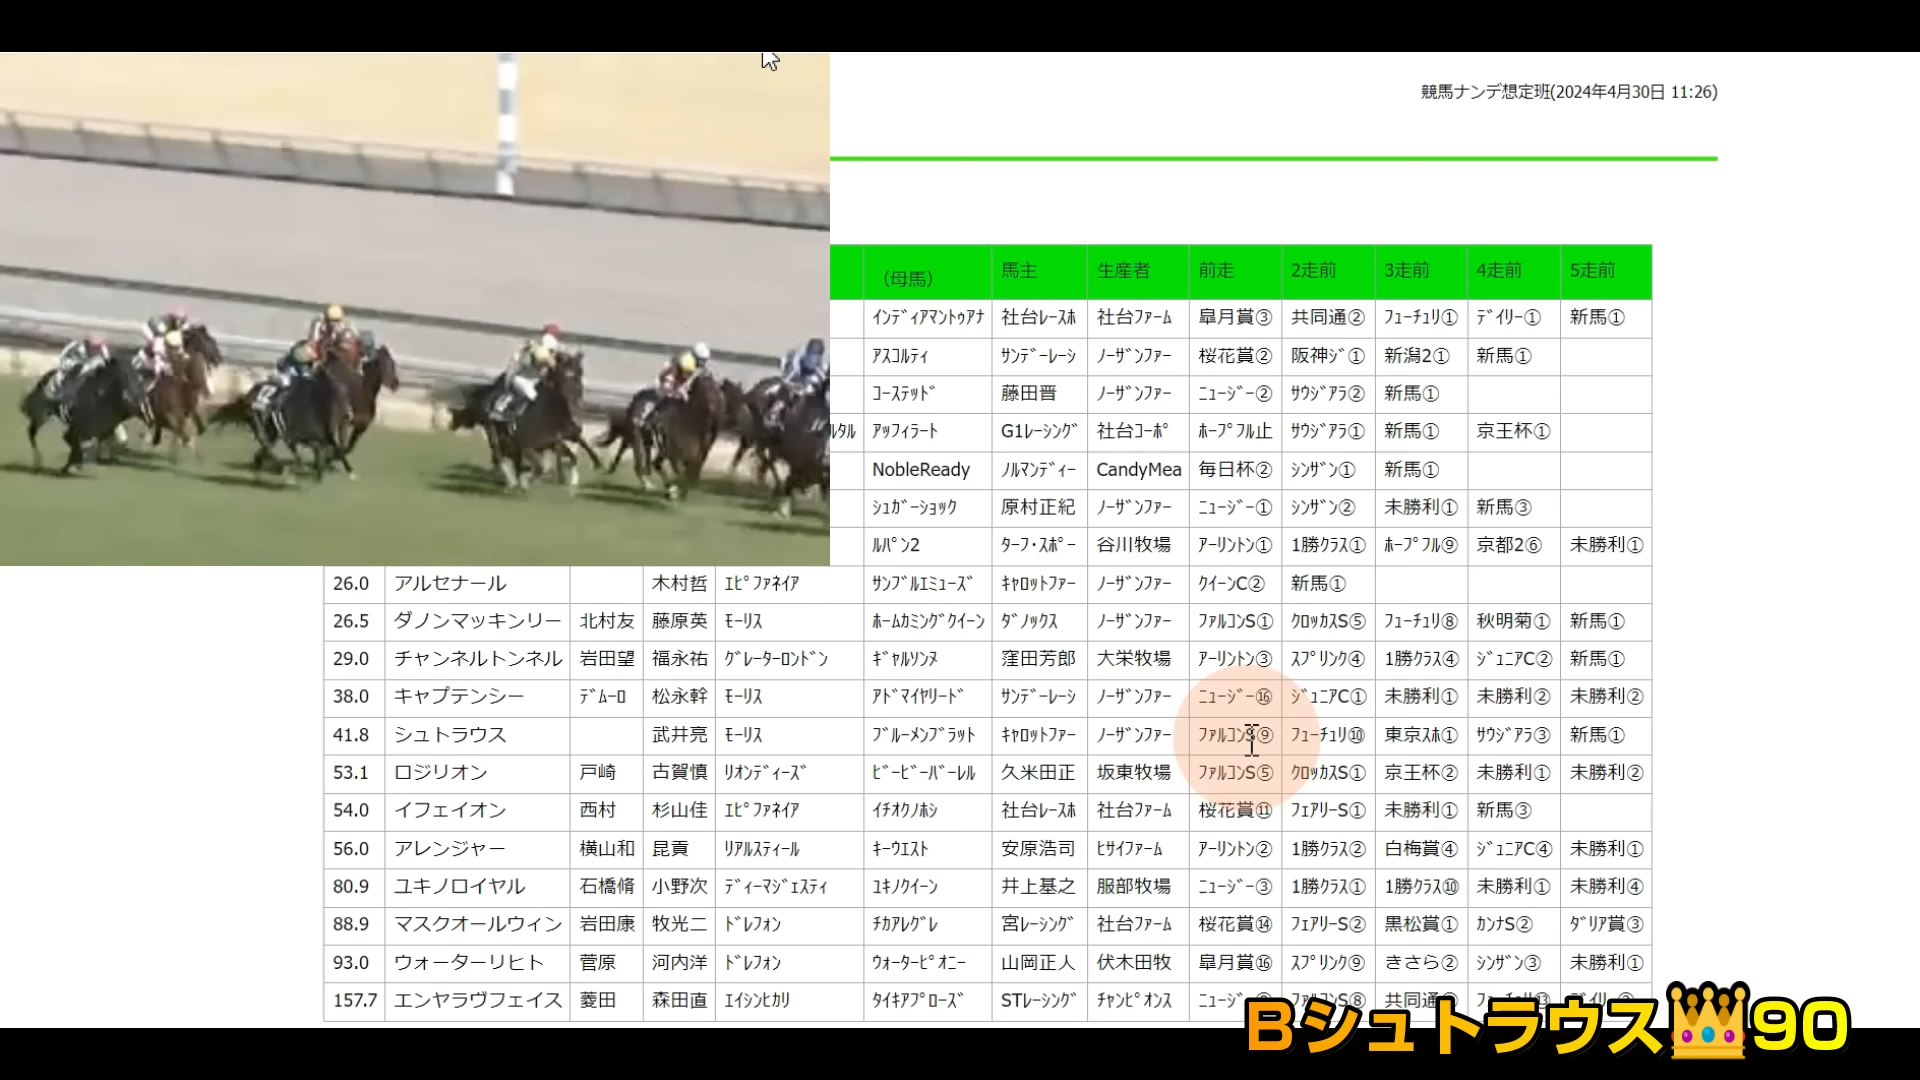 競馬ナンデ想定班(2024年4月30日 11:26)
（母馬） 馬主 生産者 前走 2走前 3走前 4走前 5走前
ｲﾝﾃﾞｨｱﾏﾝﾄｩｱﾅ 社台ﾚｰｽﾎ 社台ﾌｧｰﾑ 皐月賞③ 共同通② ﾌｭｰﾁｭﾘ① ﾃﾞｲﾘｰ① 新馬①
ｱｽｺﾙﾃｨ ｻﾝﾃﾞｰﾚｰｼ ﾉｰｻﾞﾝﾌｧｰ 桜花賞② 阪神ｼﾞ① 新潟2① 新馬①
ｺｰｽﾃｯﾄﾞ 藤田晋 ﾉｰｻﾞﾝﾌｧｰ ﾆｭｰｼﾞｰ② ｻｳｼﾞｱﾗ② 新馬①
ﾙﾀﾙ ｱｯﾌｨﾗｰﾄ G1ﾚｰｼﾝｸﾞ 社台ｺｰﾎﾟ ﾎｰﾌﾟﾌﾙ止 ｻｳｼﾞｱﾗ① 新馬① 京王杯①
NobleReady ﾉﾙﾏﾝﾃﾞｨｰ CandyMea 毎日杯② ｼﾝｻﾞﾝ① 新馬①
ｼｭｶﾞｰｼｮｯｸ 原村正紀 ﾉｰｻﾞﾝﾌｧｰ ﾆｭｰｼﾞｰ① ｼﾝｻﾞﾝ② 未勝利① 新馬③
ﾙﾊﾟﾝ2 ﾀｰﾌ･ｽﾎﾟｰ 谷川牧場 ｱｰﾘﾝﾄﾝ① 1勝ｸﾗｽ① ﾎｰﾌﾟﾌﾙ⑨ 京都2⑥ 未勝利①
26.0 アルセナール 木村哲 ｴﾋﾟﾌｧﾈｲｱ ｻﾝﾌﾞﾙｴﾐｭｰｽﾞ ｷｬﾛｯﾄﾌｧｰ ﾉｰｻﾞﾝﾌｧｰ ｸｲｰﾝC② 新馬①
26.5 ダノンマッキンリー 北村友 藤原英 ﾓｰﾘｽ ﾎｰﾑｶﾐﾝｸﾞｸｲｰﾝ ﾀﾞﾉｯｸｽ ﾉｰｻﾞﾝﾌｧｰ ﾌｧﾙｺﾝS① ｸﾛｯｶｽS⑤ ﾌｭｰﾁｭﾘ⑧ 秋明菊① 新馬①
29.0 チャンネルトンネル 岩田望 福永祐 ｸﾞﾚｰﾀｰﾛﾝﾄﾞﾝ ｷﾞｬﾙｿﾝﾇ 窪田芳郎 大栄牧場 ｱｰﾘﾝﾄﾝ③ ｽﾌﾟﾘﾝｸ④ 1勝ｸﾗｽ④ ｼﾞｭﾆｱC② 新馬①
38.0 キャプテンシー ﾃﾞﾑｰﾛ 松永幹 ﾓｰﾘｽ ｱﾄﾞﾏｲﾔﾘｰﾄﾞ ｻﾝﾃﾞｰﾚｰｼ ﾉｰｻﾞﾝﾌｧｰ ﾆｭｰｼﾞｰ⑯ ｼﾞｭﾆｱC① 未勝利① 未勝利② 未勝利②
41.8 シュトラウス 武井亮 ﾓｰﾘｽ ﾌﾞﾙｰﾒﾝﾌﾞﾗｯﾄ ｷｬﾛｯﾄﾌｧｰ ﾉｰｻﾞﾝﾌｧｰ ﾌｧﾙｺﾝS⑨ ﾌｭｰﾁｭﾘ⑩ 東京ｽﾎ① ｻｳｼﾞｱﾗ③ 新馬①
53.1 ロジリオン 戸崎 古賀慎 ﾘｵﾝﾃﾞｨｰｽﾞ ﾋﾞｰﾋﾞｰﾊﾞｰﾚﾙ 久米田正 坂東牧場 ﾌｧﾙｺﾝS⑤ ｸﾛｯｶｽS① 京王杯② 未勝利① 未勝利②
54.0 イフェイオン 西村 杉山佳 ｴﾋﾟﾌｧﾈｲｱ ｲﾁｵｸﾉﾎｼ 社台ﾚｰｽﾎ 社台ﾌｧｰﾑ 桜花賞⑪ ﾌｪｱﾘｰS① 未勝利① 新馬③
56.0 アレンジャー 横山和 昆貢 ﾘｱﾙｽﾃｨｰﾙ ｷｰｳｴｽﾄ 安原浩司 ﾋｻｲﾌｧｰﾑ ｱｰﾘﾝﾄﾝ② 1勝ｸﾗｽ② 白梅賞④ ｼﾞｭﾆｱC④ 未勝利①
80.9 ユキノロイヤル 石橋脩 小野次 ﾃﾞｨｰﾏｼﾞｪｽﾃｨ ﾕｷﾉｸｲｰﾝ 井上基之 服部牧場 ﾆｭｰｼﾞｰ③ 1勝ｸﾗｽ① 1勝ｸﾗｽ⑩ 未勝利① 未勝利④
88.9 マスクオールウィン 岩田康 牧光二 ﾄﾞﾚﾌｫﾝ ﾁｶｱﾚｸﾞﾚ 宮ﾚｰｼﾝｸﾞ 社台ﾌｧｰﾑ 桜花賞⑭ ﾌｪｱﾘｰS② 黒松賞① ｶﾝﾅS② ﾀﾞﾘｱ賞③
93.0 ウォーターリヒト 菅原 河内洋 ﾄﾞﾚﾌｫﾝ ｳｫｰﾀｰﾋﾟｵﾆｰ 山岡正人 伏木田牧 皐月賞⑯ ｽﾌﾟﾘﾝｸ⑨ きさら② ｼﾝｻﾞﾝ③ 未勝利①
157.7 エンヤラヴフェイス 菱田 森田直 ｴｲｼﾝﾋｶﾘ ﾀｲｷｱﾌﾟﾛｰｽﾞ STﾚｰｼﾝｸﾞ ﾁｬﾝﾋﾟｵﾝｽ ﾆｭｰｼﾞ ﾌｧﾙｺﾝS⑧ 共同通
Bシュトラウス 90